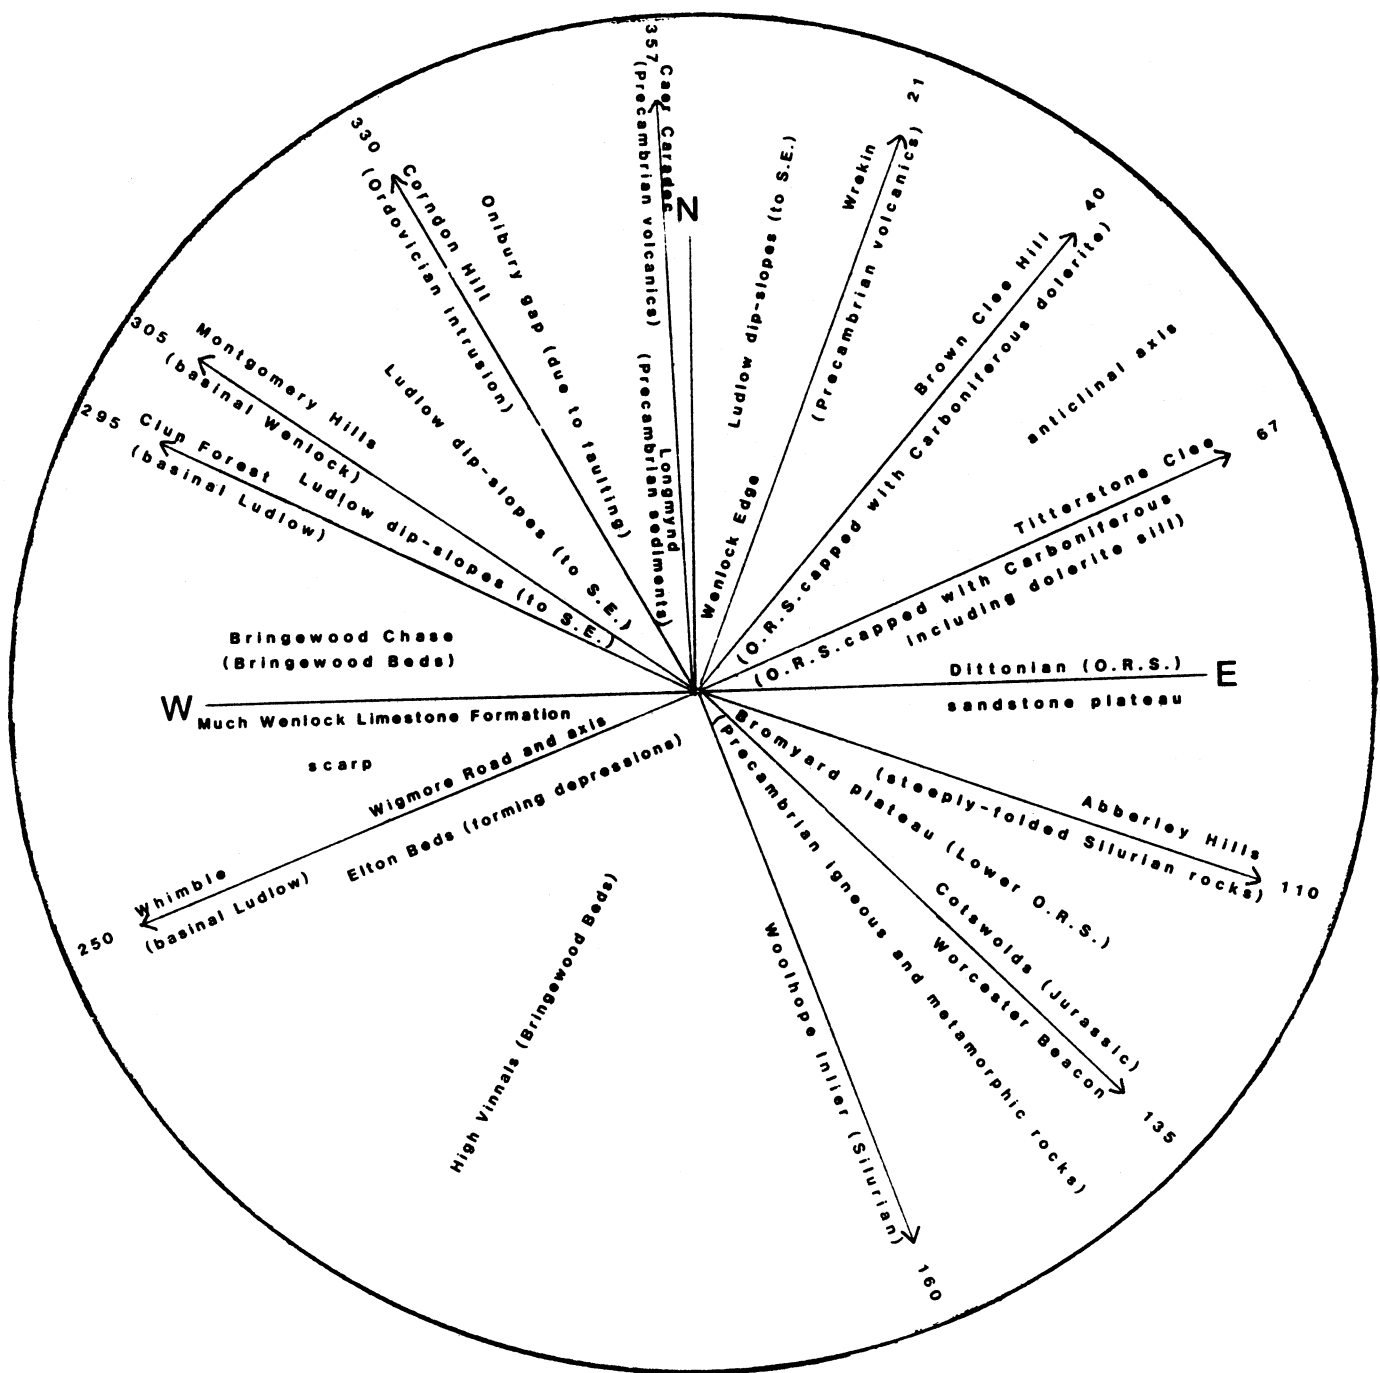 357
Caer Caradoc
(Precambrian volcanics)
N
Longmynd
(Precambrian sediments)
Ludlow dip-slopes (to S.E.)
21
Wrekin
(Precambrian volcanics)
Wenlock Edge
40
Brown Clee Hill
(O.R.S. capped with Carboniferous dolerite)
anticlinal axis
67
Titterstone Clee
(O.R.S. capped with Carboniferous
including dolerite sill)
Dittonian (O.R.S.)
E
sandstone plateau
Abberley Hills
(steeply-folded Silurian rocks)
110
Bromyard plateau (Lower O.R.S.)
Cotswolds (Jurassic)
Worcester Beacon
135
(Precambrian igneous and metamorphic rocks)
Woolhope Inlier (Silurian)
160
High Vinnals (Bringewood Beds)
Elton Beds (forming depressions)
Wigmore Road and axis
Whimble
(basinal Ludlow)
250
scarp
Much Wenlock Limestone Formation
W
Bringewood Chase
(Bringewood Beds)
295
Clun Forest
(basinal Ludlow)
Ludlow dip-slopes (to S.E.)
305
Montgomery Hills
(basinal Wenlock)
Ludlow dip-slopes (to S.E.)
330
Corndon Hill
(Ordovician intrusion)
Onibury gap (due to faulting)